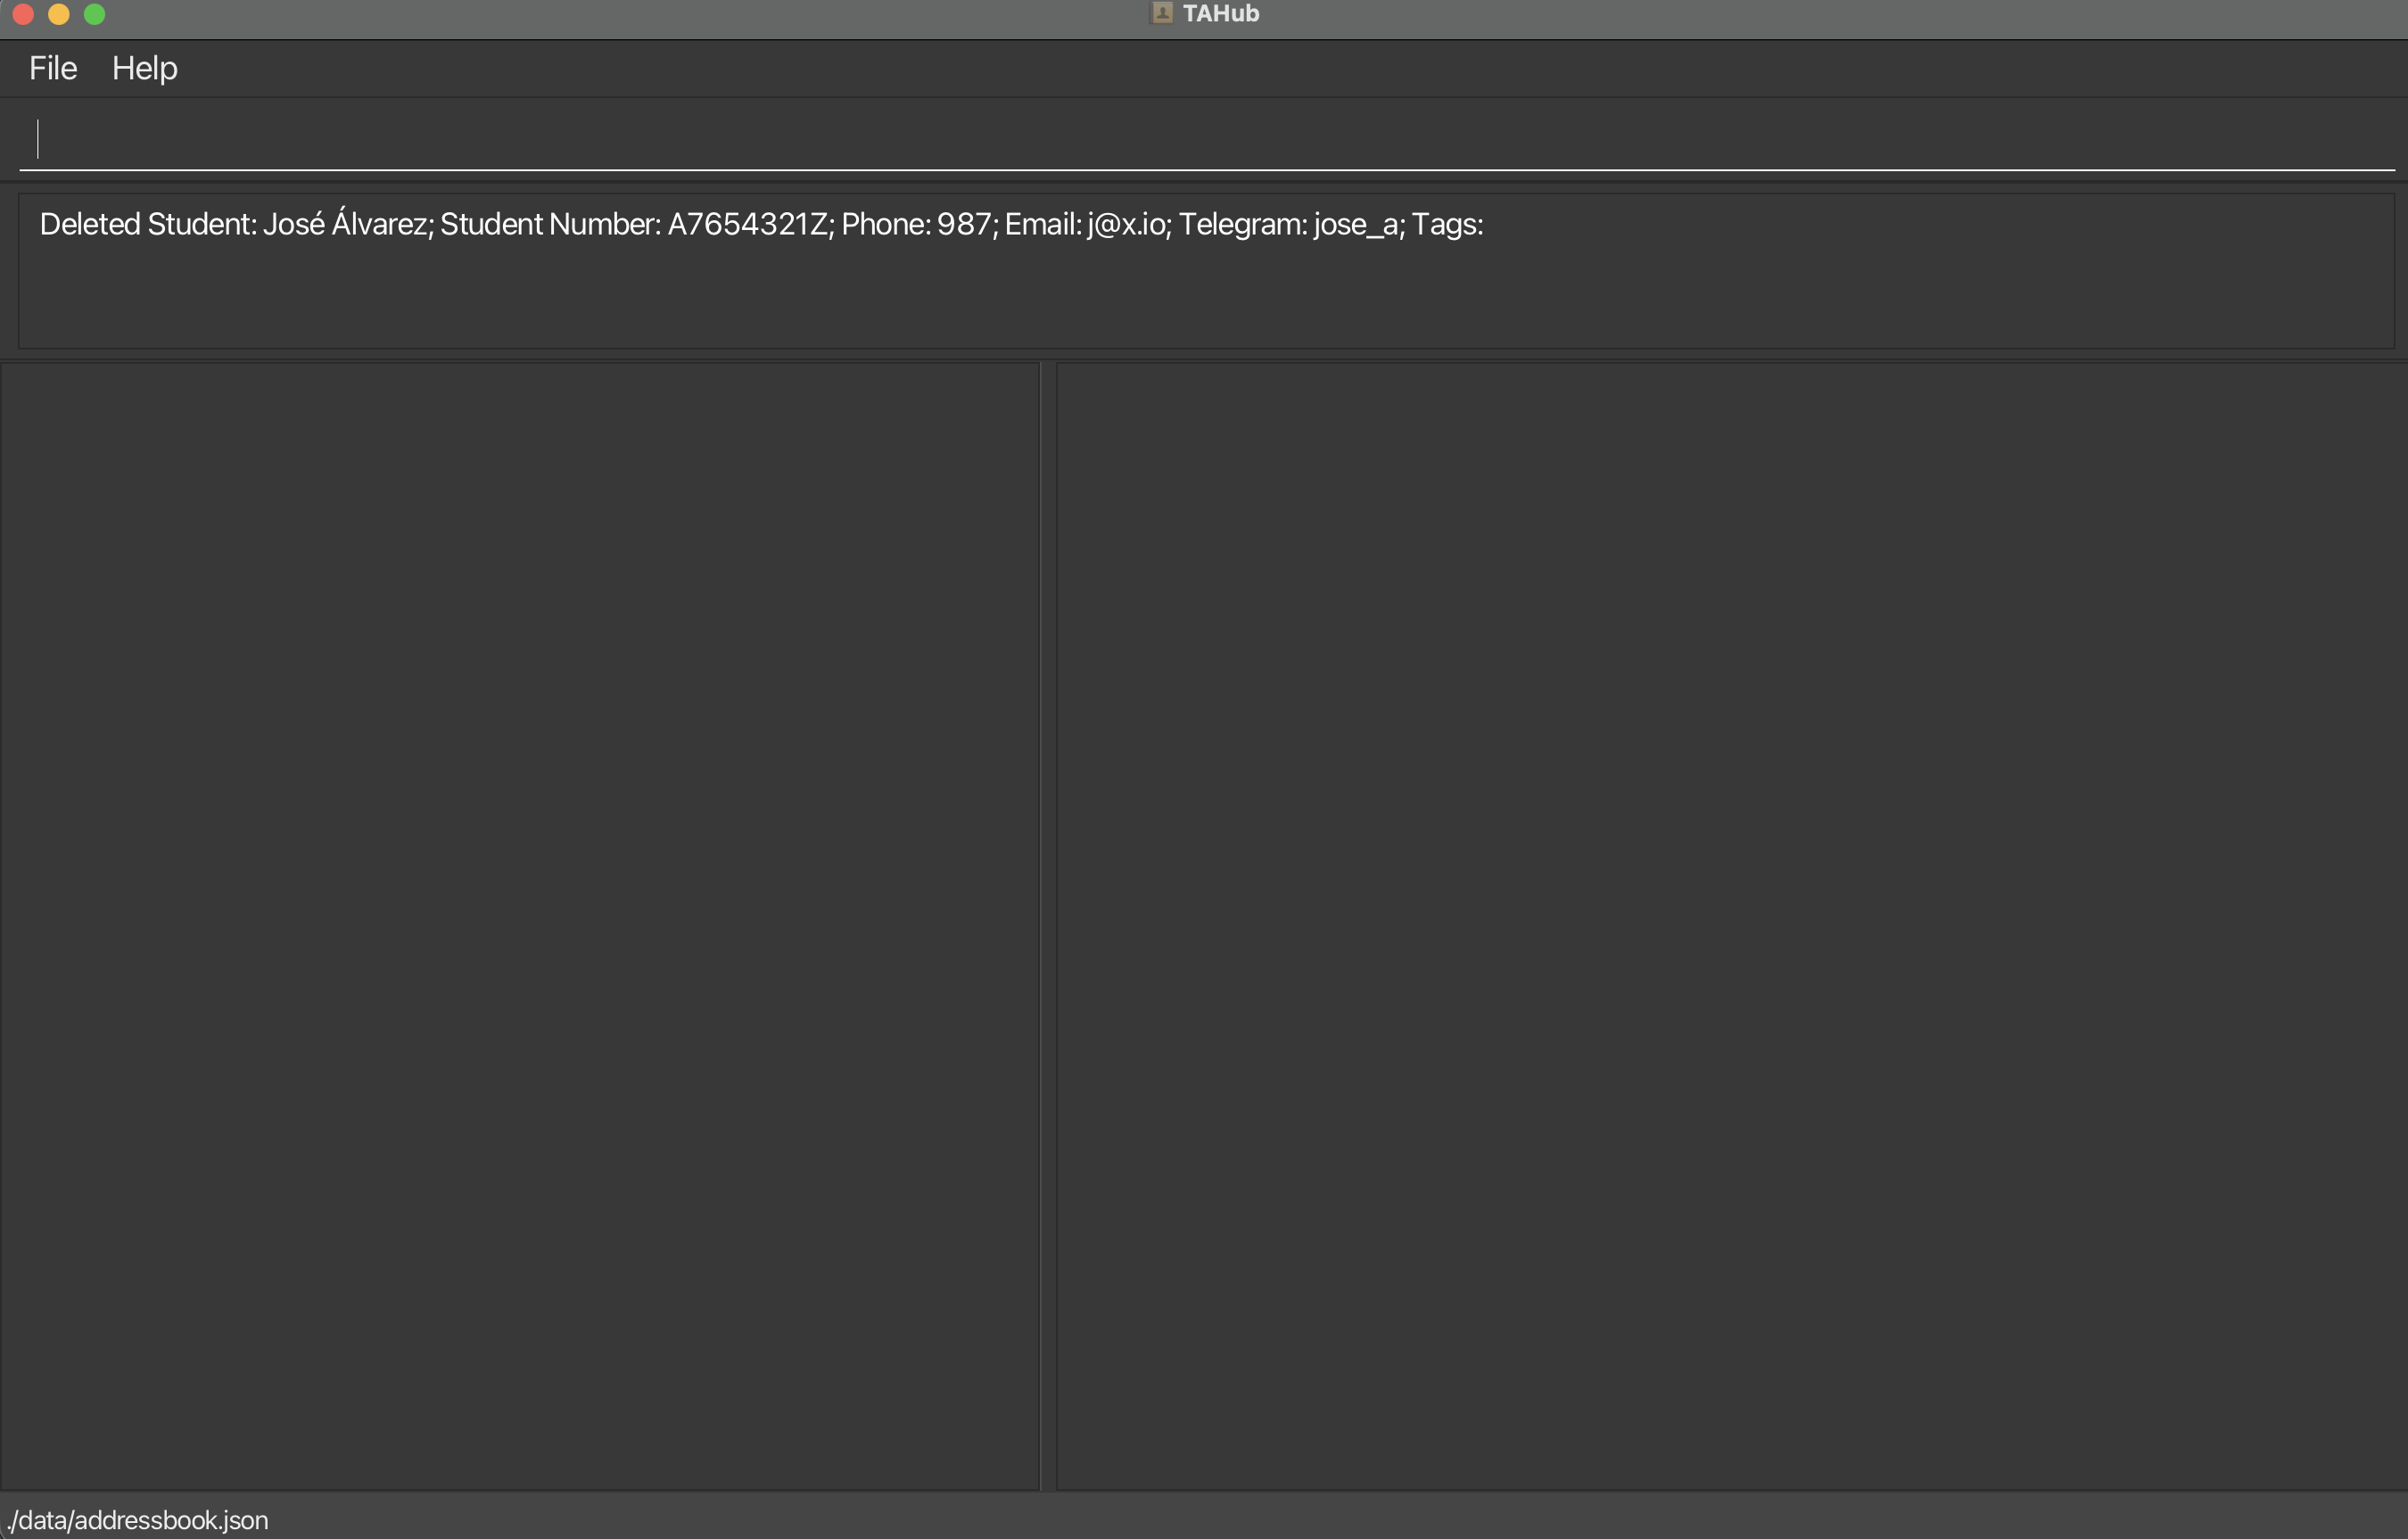 TAHub
File Help
Deleted Student: José Álvarez; Student Number: A7654321Z; Phone: 987; Email: j@x.io; Telegram: jose_a; Tags:
./data/addressbook.json